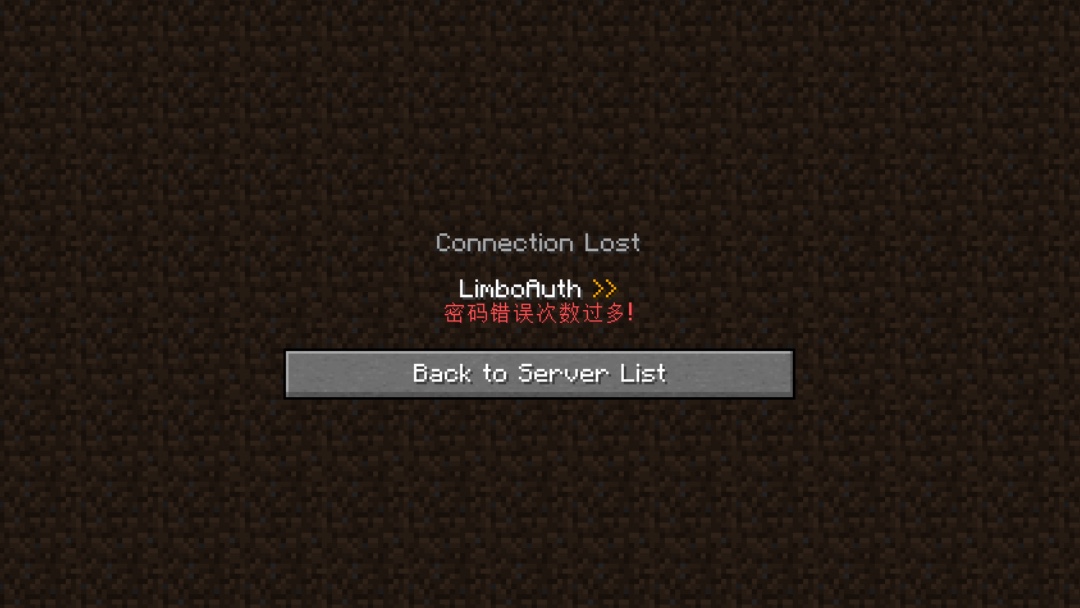 Connection Lost
LimboAuth >>
密码错误次数过多!
Back to Server List